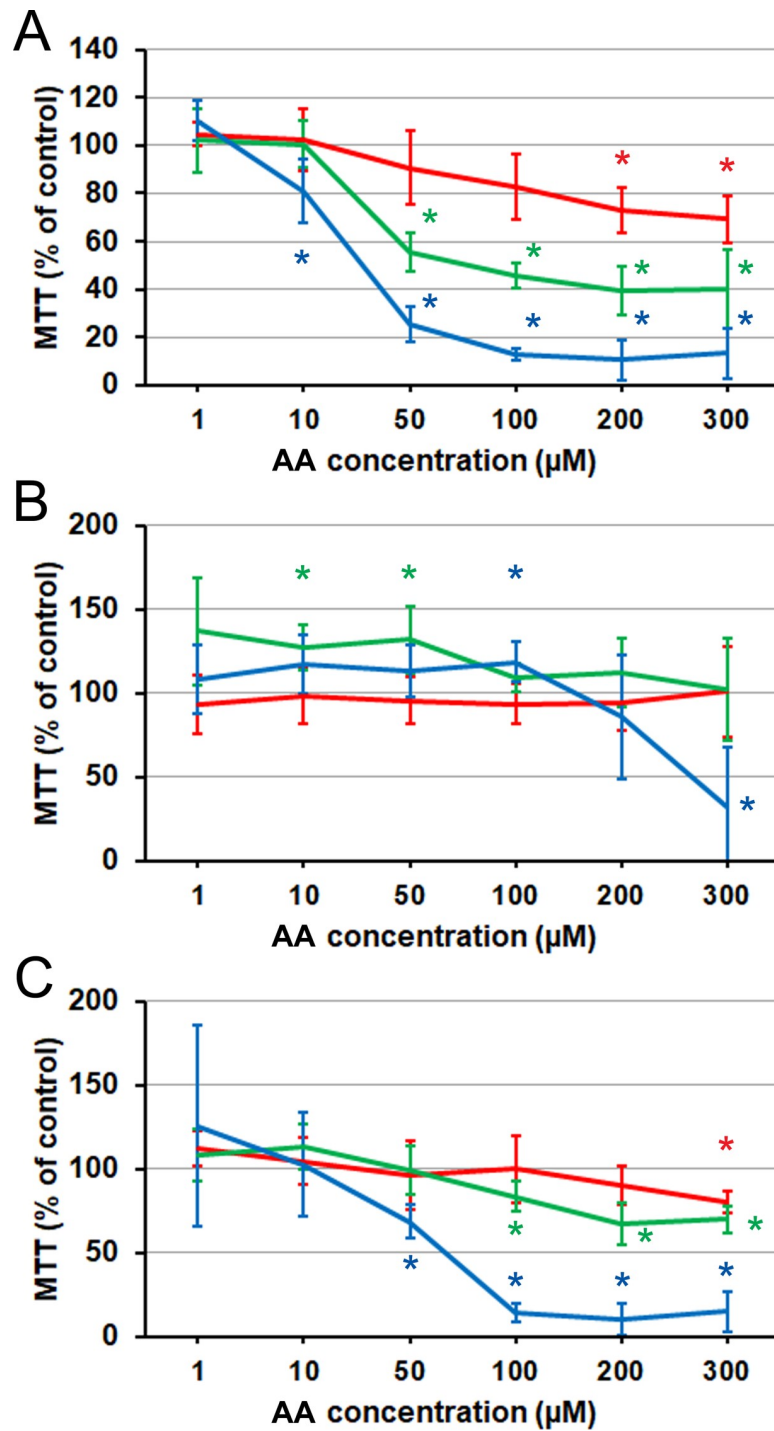 A
MTT (% of control)
140
120
100
80
60
40
20
0
* *
* * * *
* * * * *
1 10 50 100 200 300
AA concentration (µM)
B
MTT (% of control)
200
150
100
50
0
* * *
*
1 10 50 100 200 300
AA concentration (µM)
C
MTT (% of control)
200
150
100
50
0
*
* * *
* * * *
1 10 50 100 200 300
AA concentration (µM)